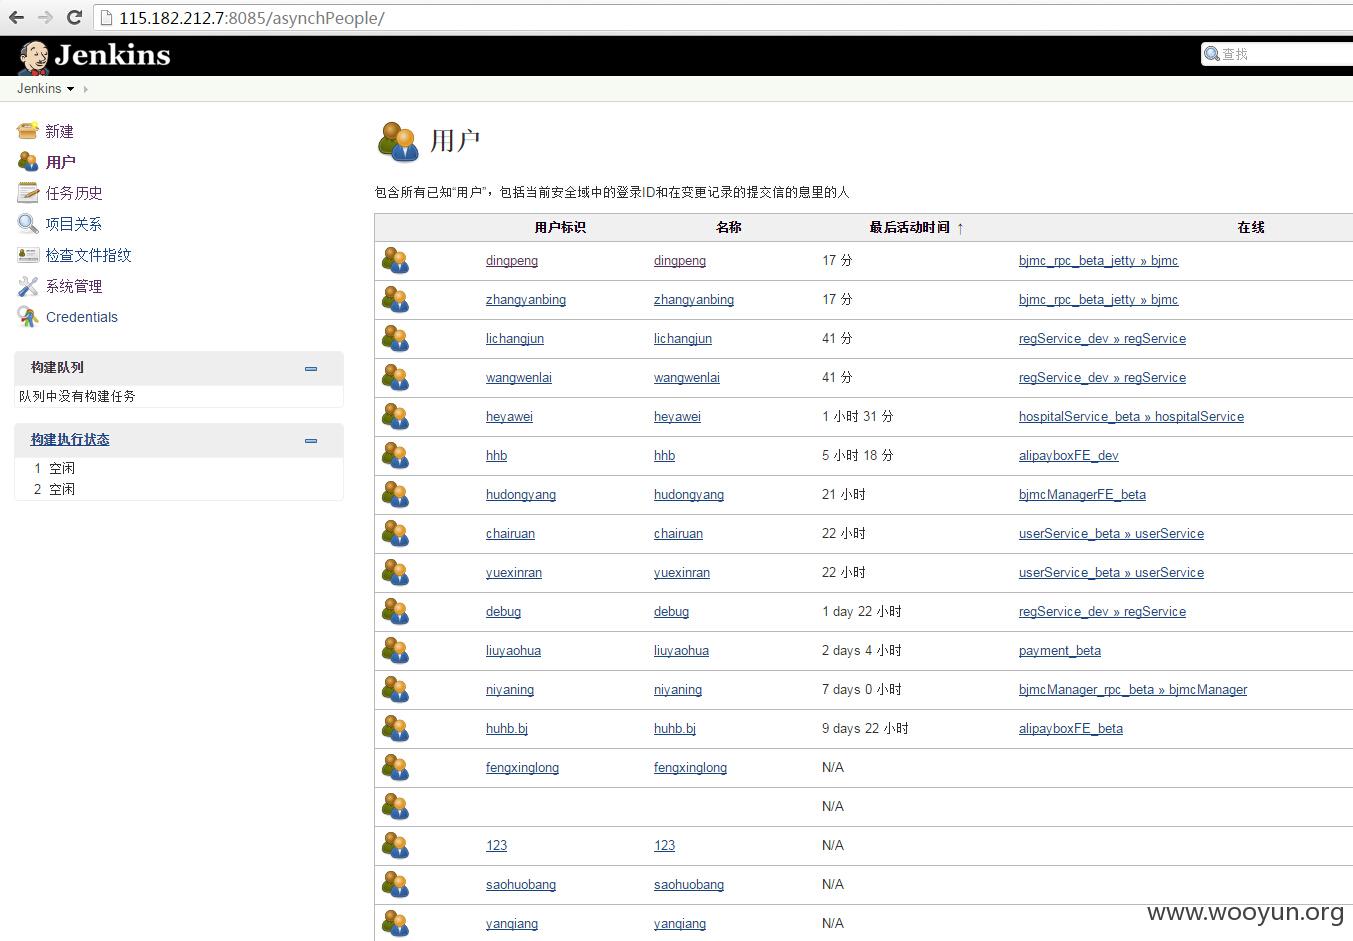 115.182.212.7:8085/asynchPeople/
Jenkins
查找
Jenkins
新建
用户
任务历史
项目关系
检查文件指纹
系统管理
Credentials
构建队列
队列中没有构建任务
构建执行状态
1 空闲
2 空闲
用户
包含所有已知“用户”，包括当前安全域中的登录ID和在变更记录的提交信的息里的人
用户标识 名称 最后活动时间 ↑ 在线
dingpeng dingpeng 17 分 bjmc_rpc_beta_jetty » bjmc
zhangyanbing zhangyanbing 17 分 bjmc_rpc_beta_jetty » bjmc
lichangjun lichangjun 41 分 regService_dev » regService
wangwenlai wangwenlai 41 分 regService_dev » regService
heyawei heyawei 1 小时 31 分 hospitalService_beta » hospitalService
hhb hhb 5 小时 18 分 alipayboxFE_dev
hudongyang hudongyang 21 小时 bjmcManagerFE_beta
chairuan chairuan 22 小时 userService_beta » userService
yuexinran yuexinran 22 小时 userService_beta » userService
debug debug 1 day 22 小时 regService_dev » regService
liuyaohua liuyaohua 2 days 4 小时 payment_beta
niyaning niyaning 7 days 0 小时 bjmcManager_rpc_beta » bjmcManager
huhb.bj huhb.bj 9 days 22 小时 alipayboxFE_beta
fengxinglong fengxinglong N/A
N/A
123 123 N/A
saohuobang saohuobang N/A
yanqiang yanqiang N/A
www.wooyun.org